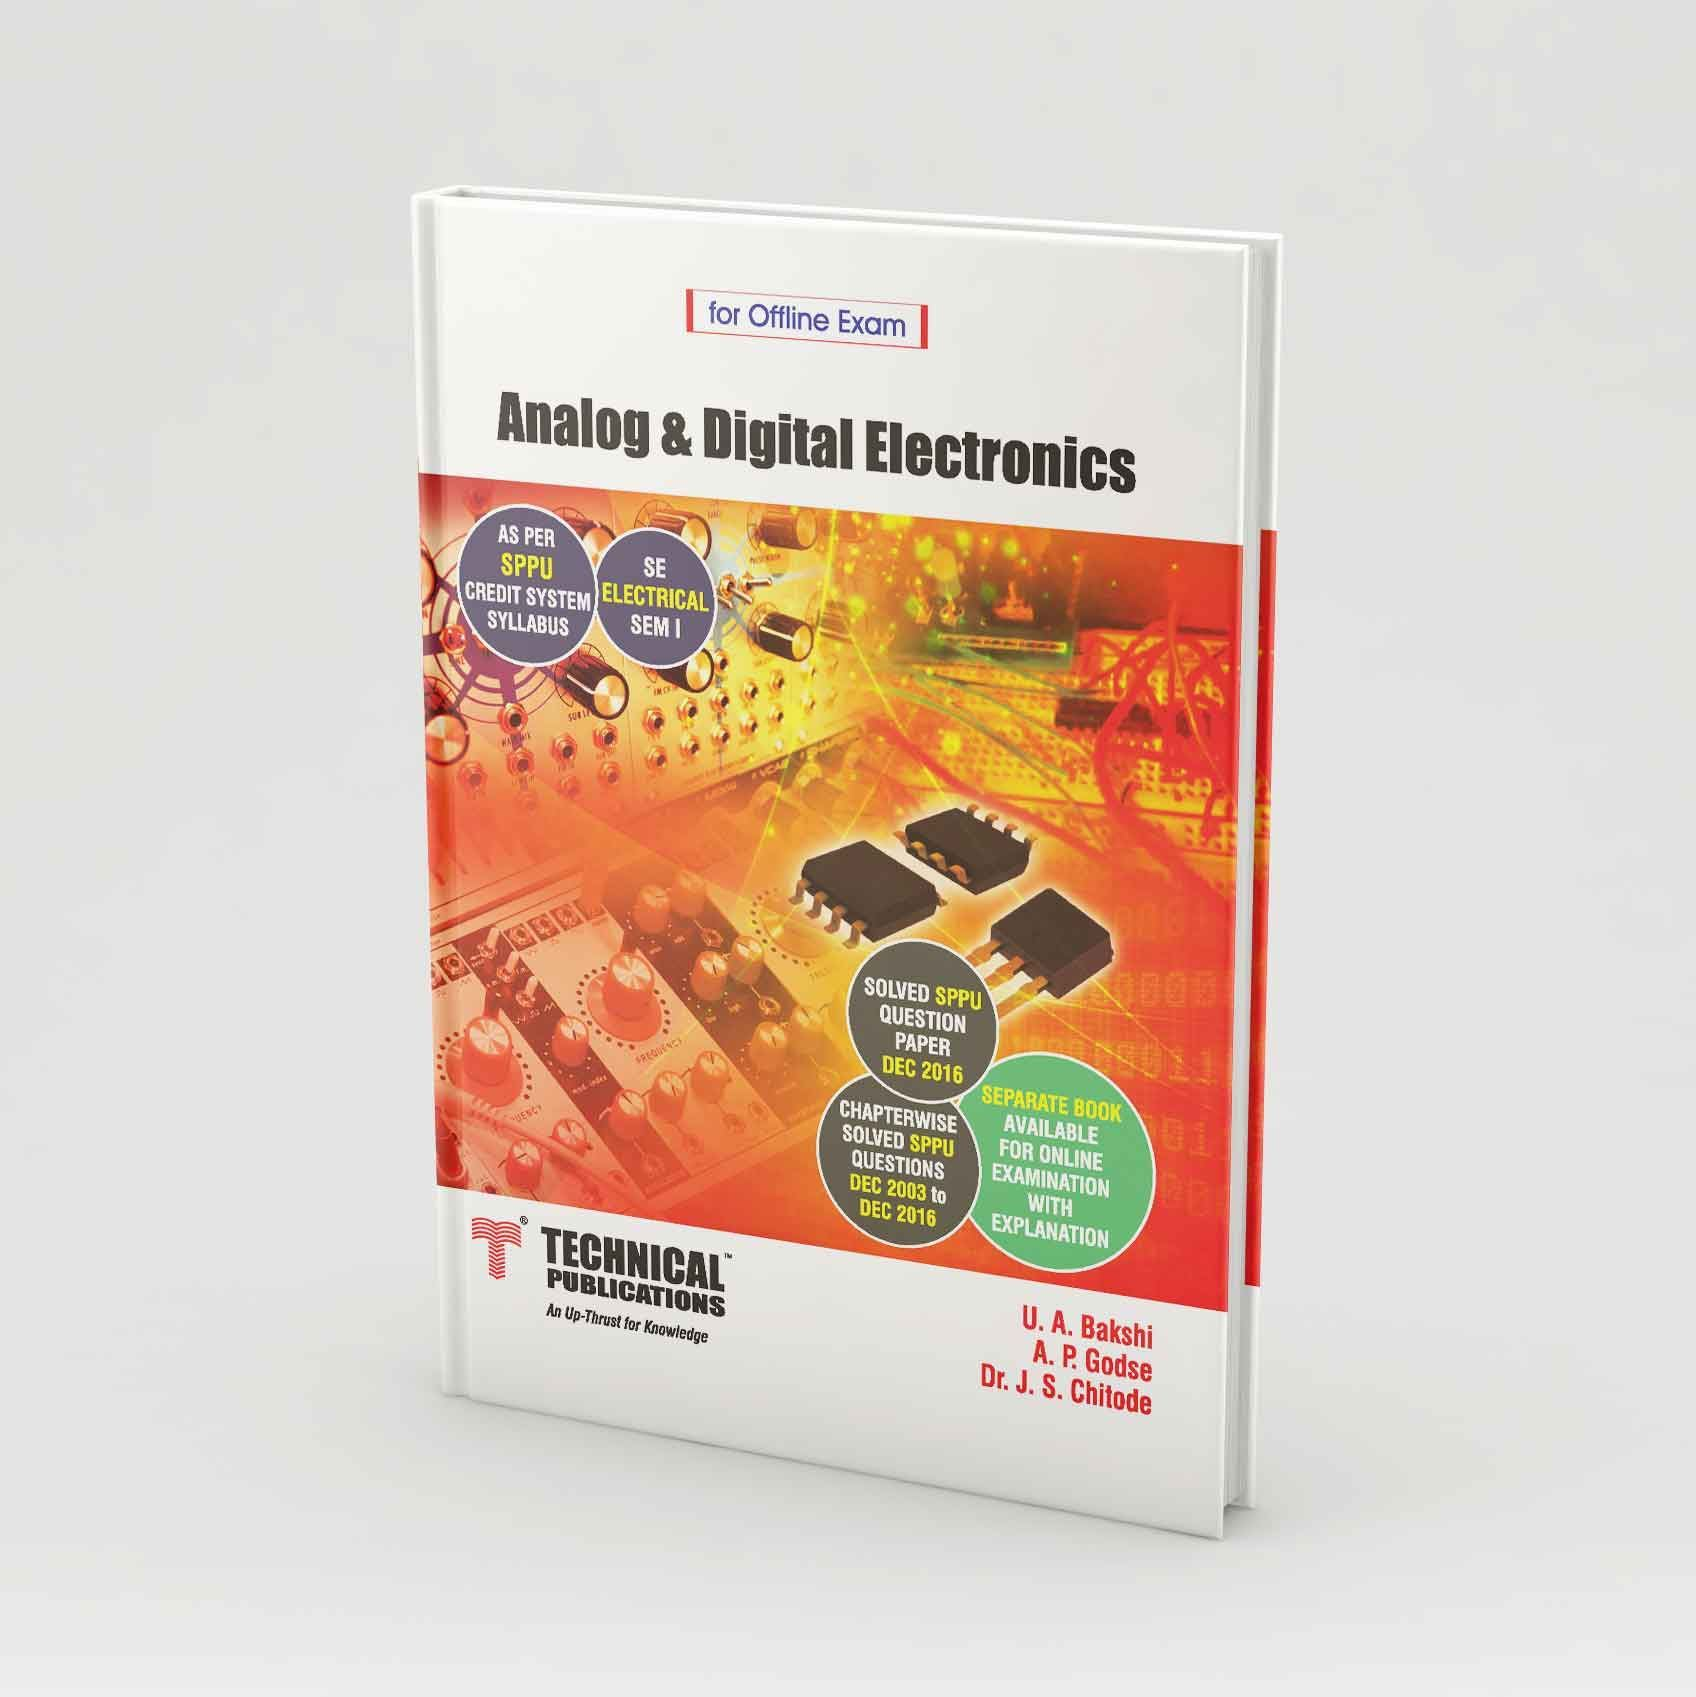 for Offline Exam
Analog & Digital Electronics
AS PER
SPPU
CREDIT SYSTEM
SYLLABUS
SE
ELECTRICAL
SEM I
SOLVED SPPU
QUESTION
PAPER
DEC 2016
CHAPTERWISE
SOLVED SPPU
QUESTIONS
DEC 2003 to
DEC 2016
SEPARATE BOOK
AVAILABLE
FOR ONLINE
EXAMINATION
WITH
EXPLANATION
FREQUENCY
®
TECHNICAL™
PUBLICATIONS
An Up-Thrust for Knowledge
U. A. Bakshi
A. P. Godse
Dr. J. S. Chitode